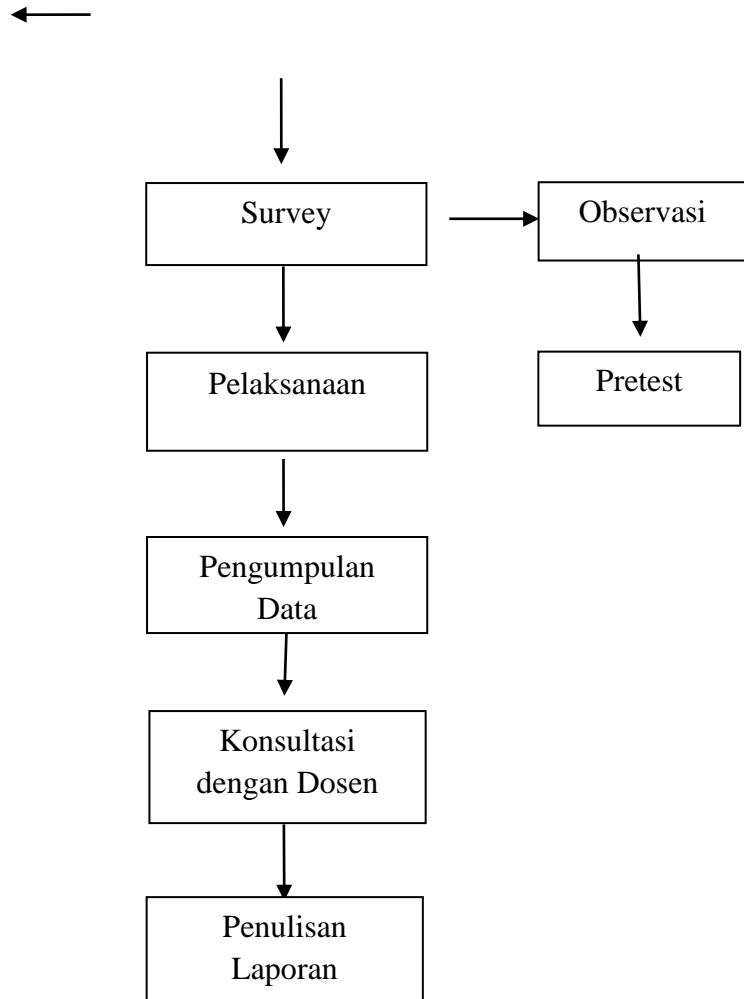 Survey
Observasi
Pelaksanaan
Pretest
Pengumpulan
Data
Konsultasi
dengan Dosen
Penulisan
Laporan